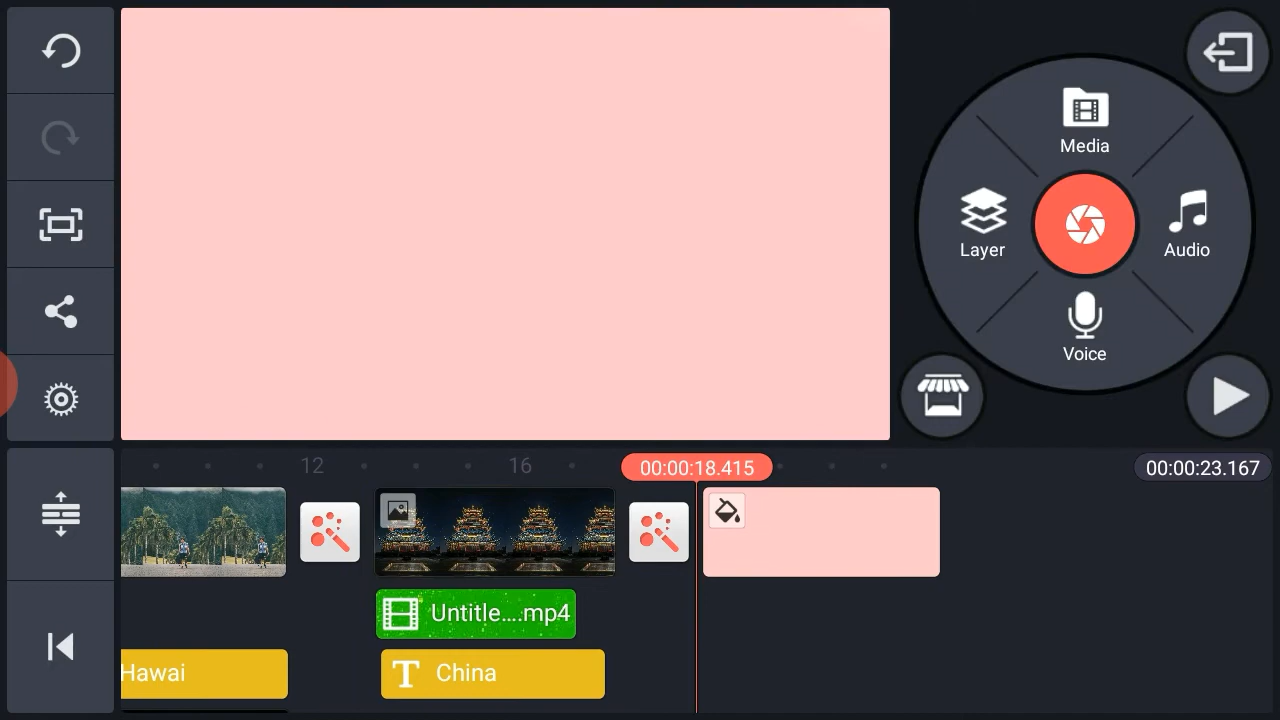 Media
Layer
Audio
Voice
12
16
00:00:18.415
00:00:23.167
Untitle....mp4
Hawai
T China